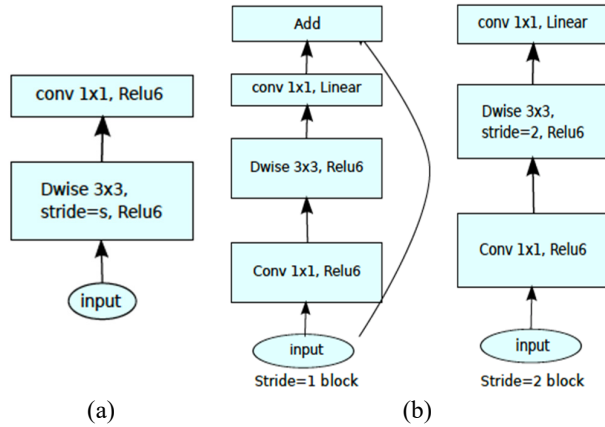 conv 1x1, Relu6
Dwise 3x3,
stride=s, Relu6
input
(a)
Add
conv 1x1, Linear
Dwise 3x3, Relu6
Conv 1x1, Relu6
input
Stride=1 block
conv 1x1, Linear
Dwise 3x3,
stride=2, Relu6
Conv 1x1, Relu6
input
Stride=2 block
(b)